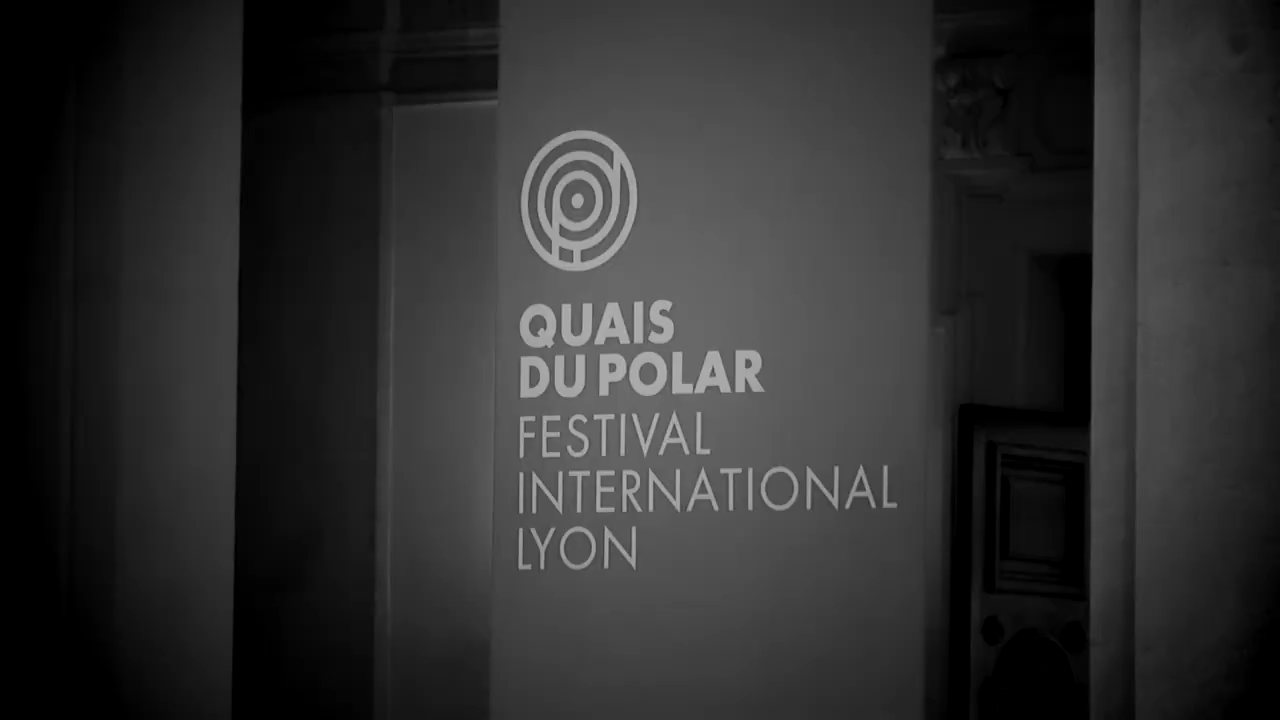 QUAIS
DU POLAR
FESTIVAL
INTERNATIONAL
LYON